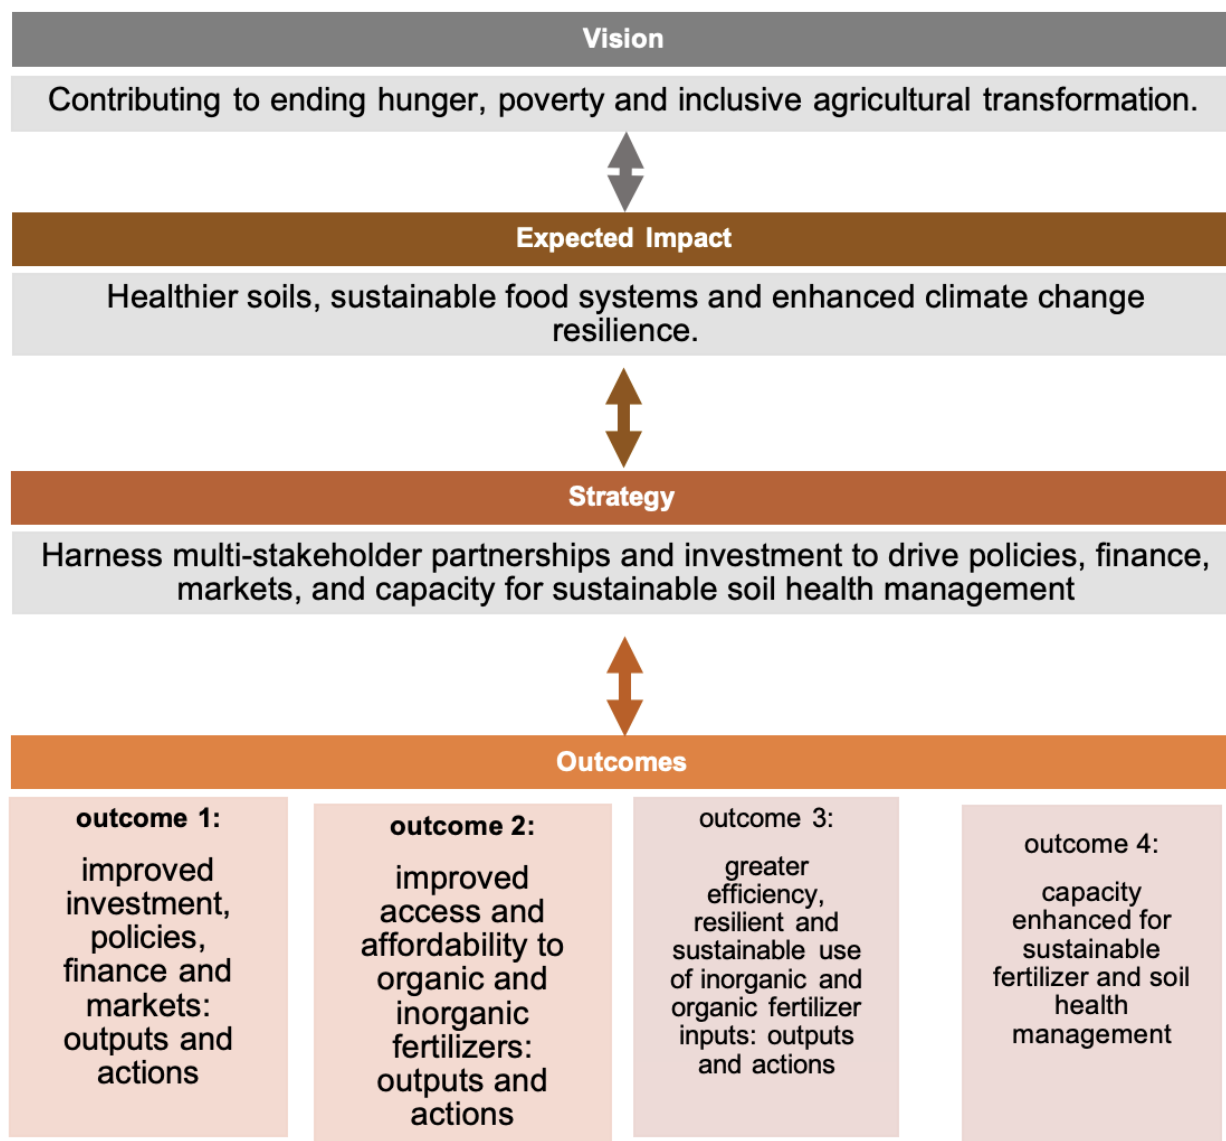 Vision
Contributing to ending hunger, poverty and inclusive agricultural transformation.
Expected Impact
Healthier soils, sustainable food systems and enhanced climate change
resilience.
Strategy
Harness multi-stakeholder partnerships and investment to drive policies, finance,
markets, and capacity for sustainable soil health management
Outcomes
outcome 1:
improved
investment,
policies,
finance and
markets:
outputs and
actions
outcome 2:
improved
access and
affordability to
organic and
inorganic
fertilizers:
outputs and
actions
outcome 3:
greater
efficiency,
resilient and
sustainable use
of inorganic and
organic fertilizer
inputs: outputs
and actions
outcome 4:
capacity
enhanced for
sustainable
fertilizer and soil
health
management